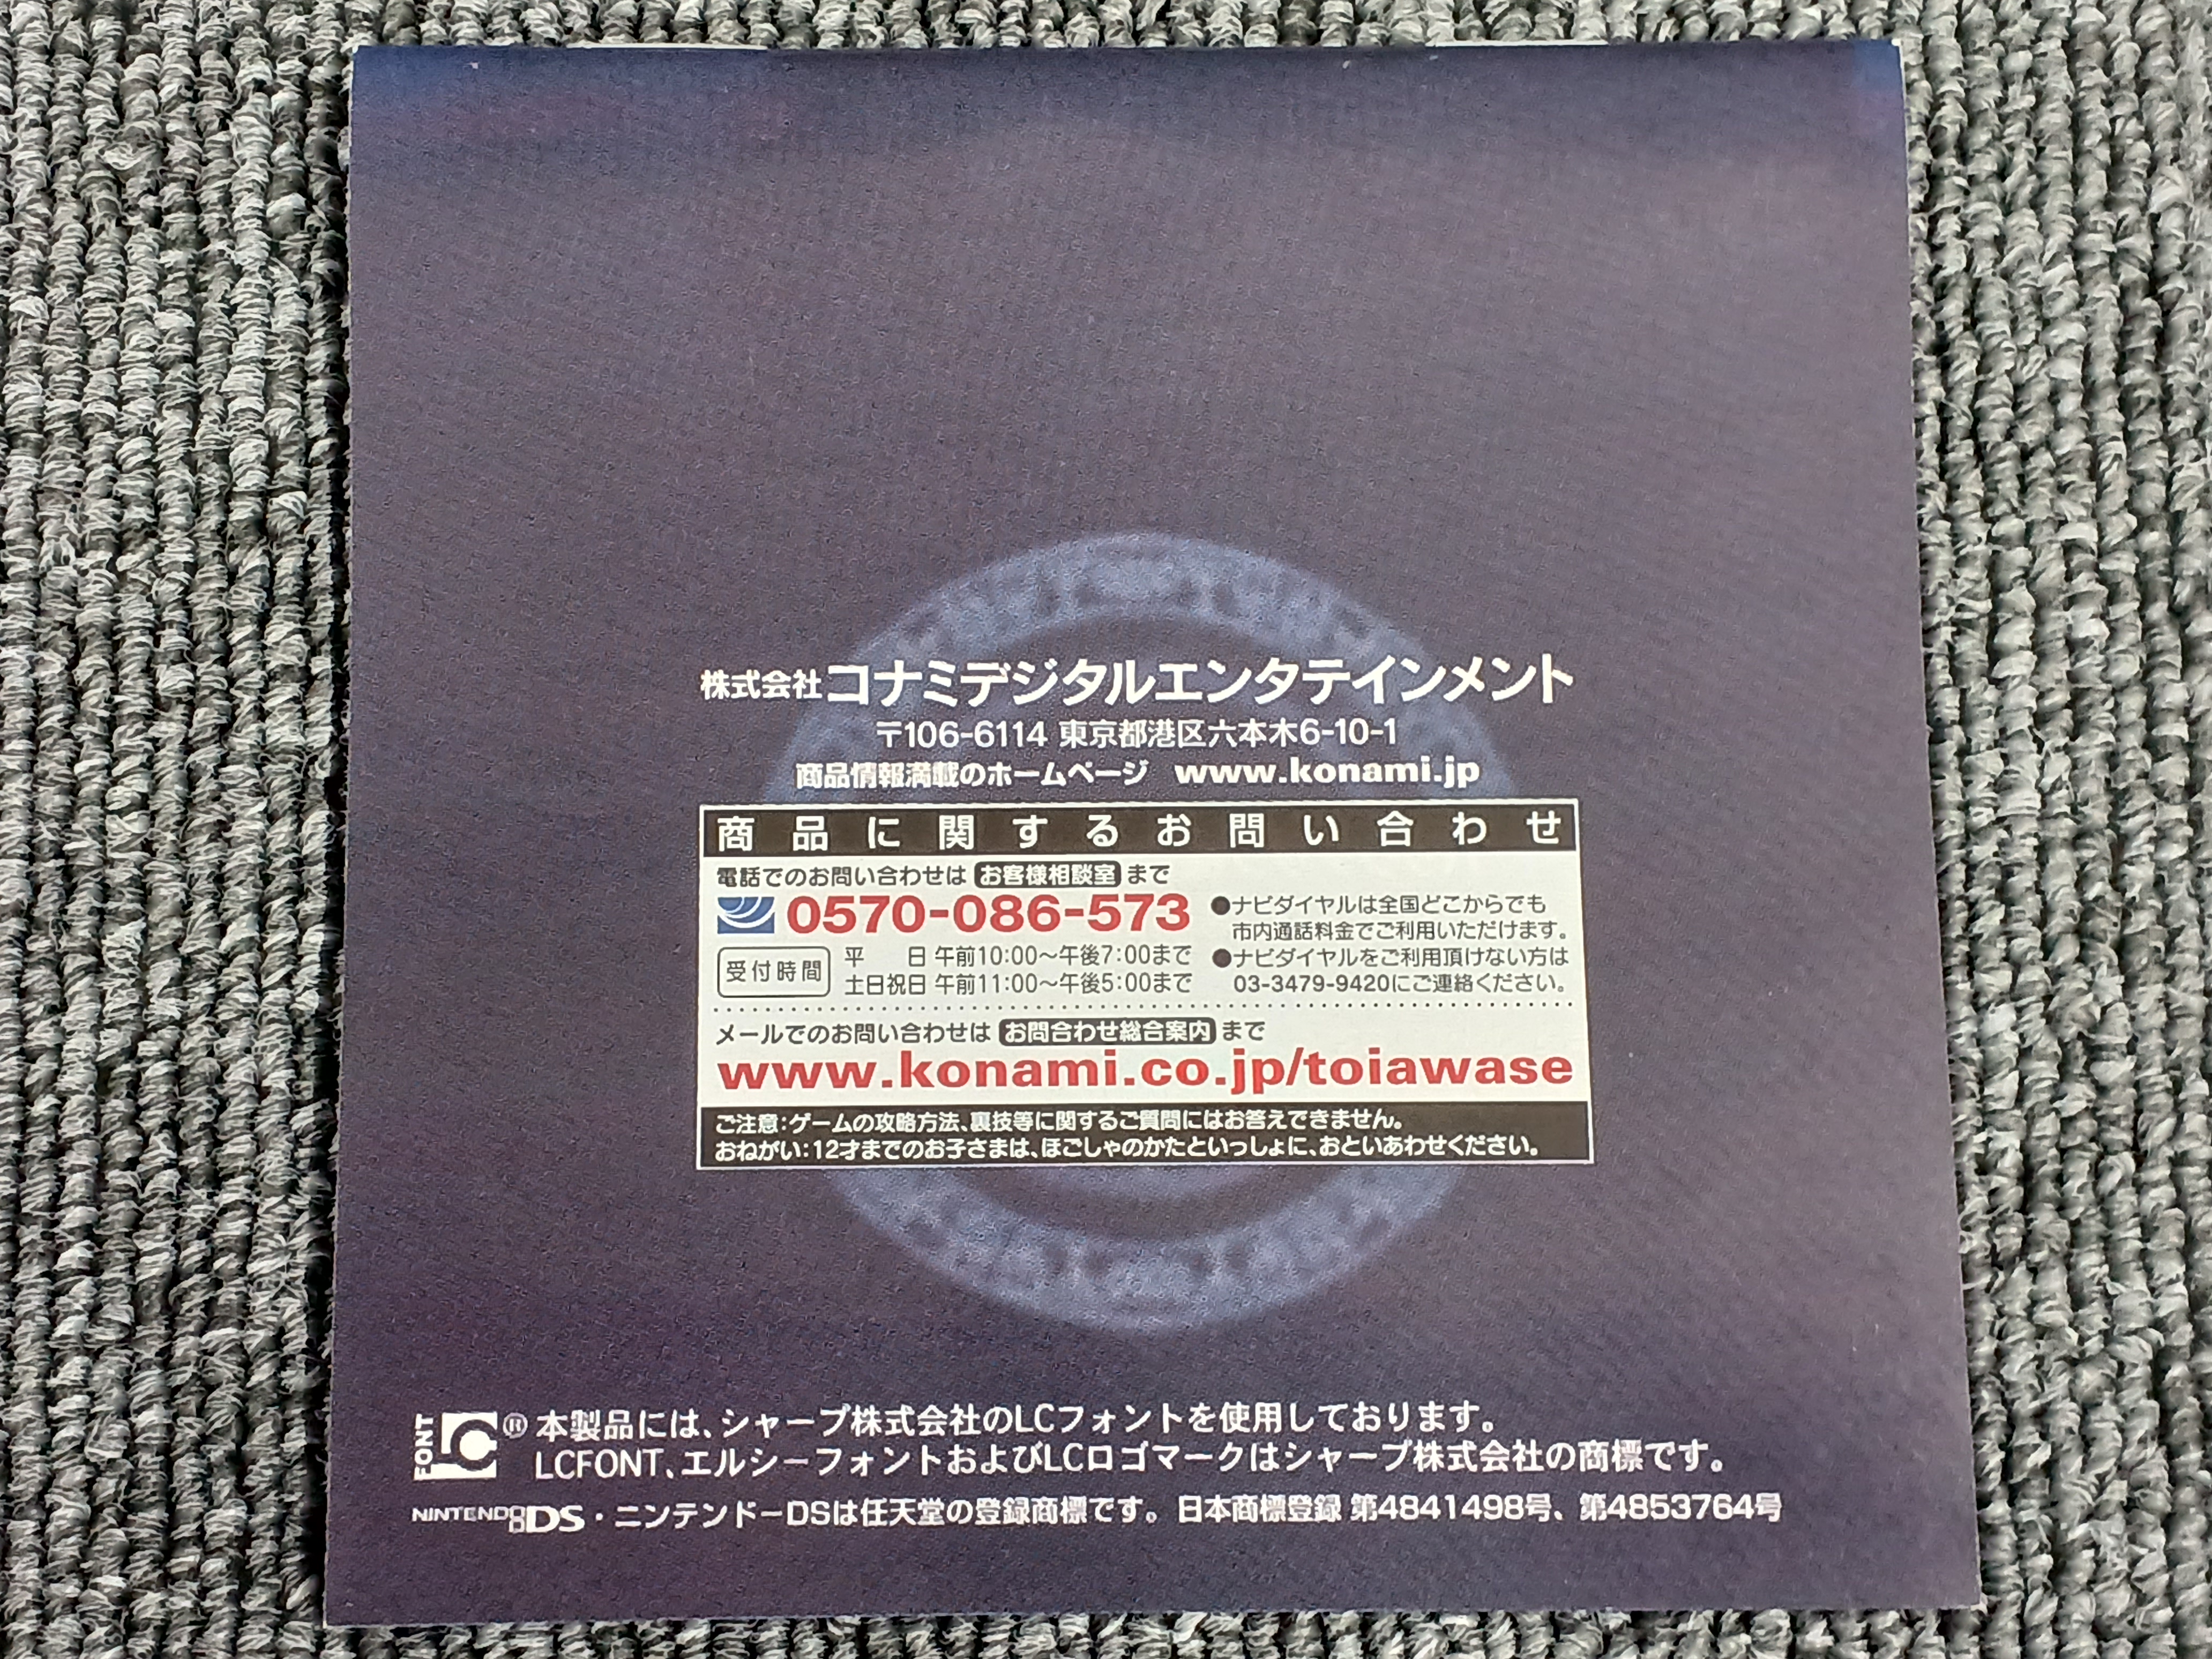 株式会社コナミデジタルエンタテインメント
〒106-6114 東京都港区六本木6-10-1
商品情報満載のホームページ www.konami.jp
商品に関するお問い合わせ
電話でのお問い合わせは お客様相談室 まで
0570-086-573
受付時間
平 日 午前10:00～午後7:00まで
土日祝日 午前11:00～午後5:00まで
●ナビダイヤルは全国どこからでも
市内通話料金でご利用いただけます。
●ナビダイヤルをご利用頂けない方は
03-3479-9420にご連絡ください。
メールでのお問い合わせは お問合わせ総合案内 まで
www.konami.co.jp/toiawase
ご注意：ゲームの攻略方法、裏技等に関するご質問にはお答えできません。
おねがい：12才までのお子さまは、ほごしゃのかたといっしょに、おといあわせください。
LC FONT ® 本製品には、シャープ株式会社のLCフォントを使用しております。
LCFONT、エルシーフォントおよびLCロゴマークはシャープ株式会社の商標です。
NINTENDO DS・ニンテンドーDSは任天堂の登録商標です。日本商標登録 第4841498号、第4853764号